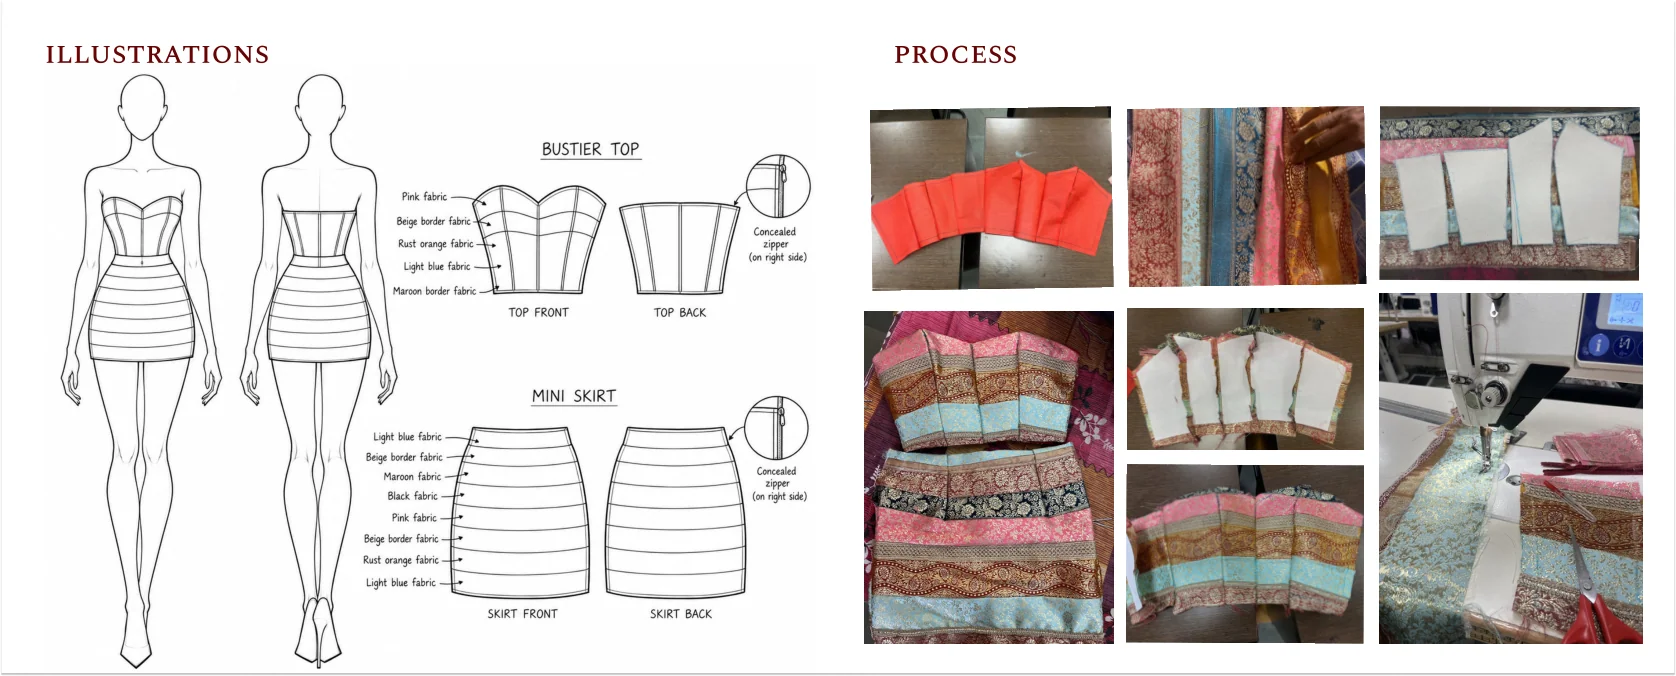 ILLUSTRATIONS
BUSTIER TOP
Pink fabric
Beige border fabric
Rust orange fabric
Light blue fabric
Maroon border fabric
TOP FRONT
TOP BACK
Concealed
zipper
(on right side)
MINI SKIRT
Light blue fabric
Beige border fabric
Maroon fabric
Black fabric
Pink fabric
Beige border fabric
Rust orange fabric
Light blue fabric
SKIRT FRONT
SKIRT BACK
Concealed
zipper
(on right side)
PROCESS